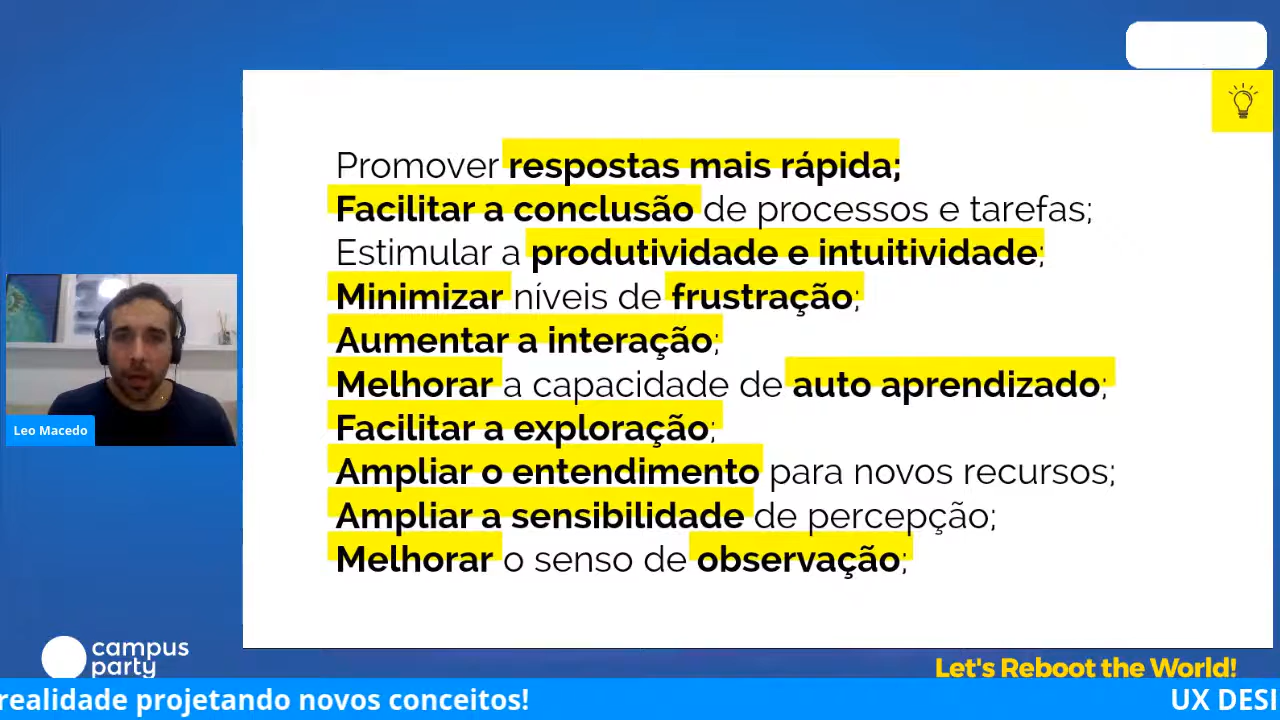 Promover respostas mais rápida;
Facilitar a conclusão de processos e tarefas;
Estimular a produtividade e intuitividade;
Minimizar níveis de frustração;
Aumentar a interação;
Melhorar a capacidade de auto aprendizado;
Facilitar a exploração;
Ampliar o entendimento para novos recursos;
Ampliar a sensibilidade de percepção;
Melhorar o senso de observação;
Leo Macedo
campus
party
Let's Reboot the World!
realidade projetando novos conceitos!
UX DESI